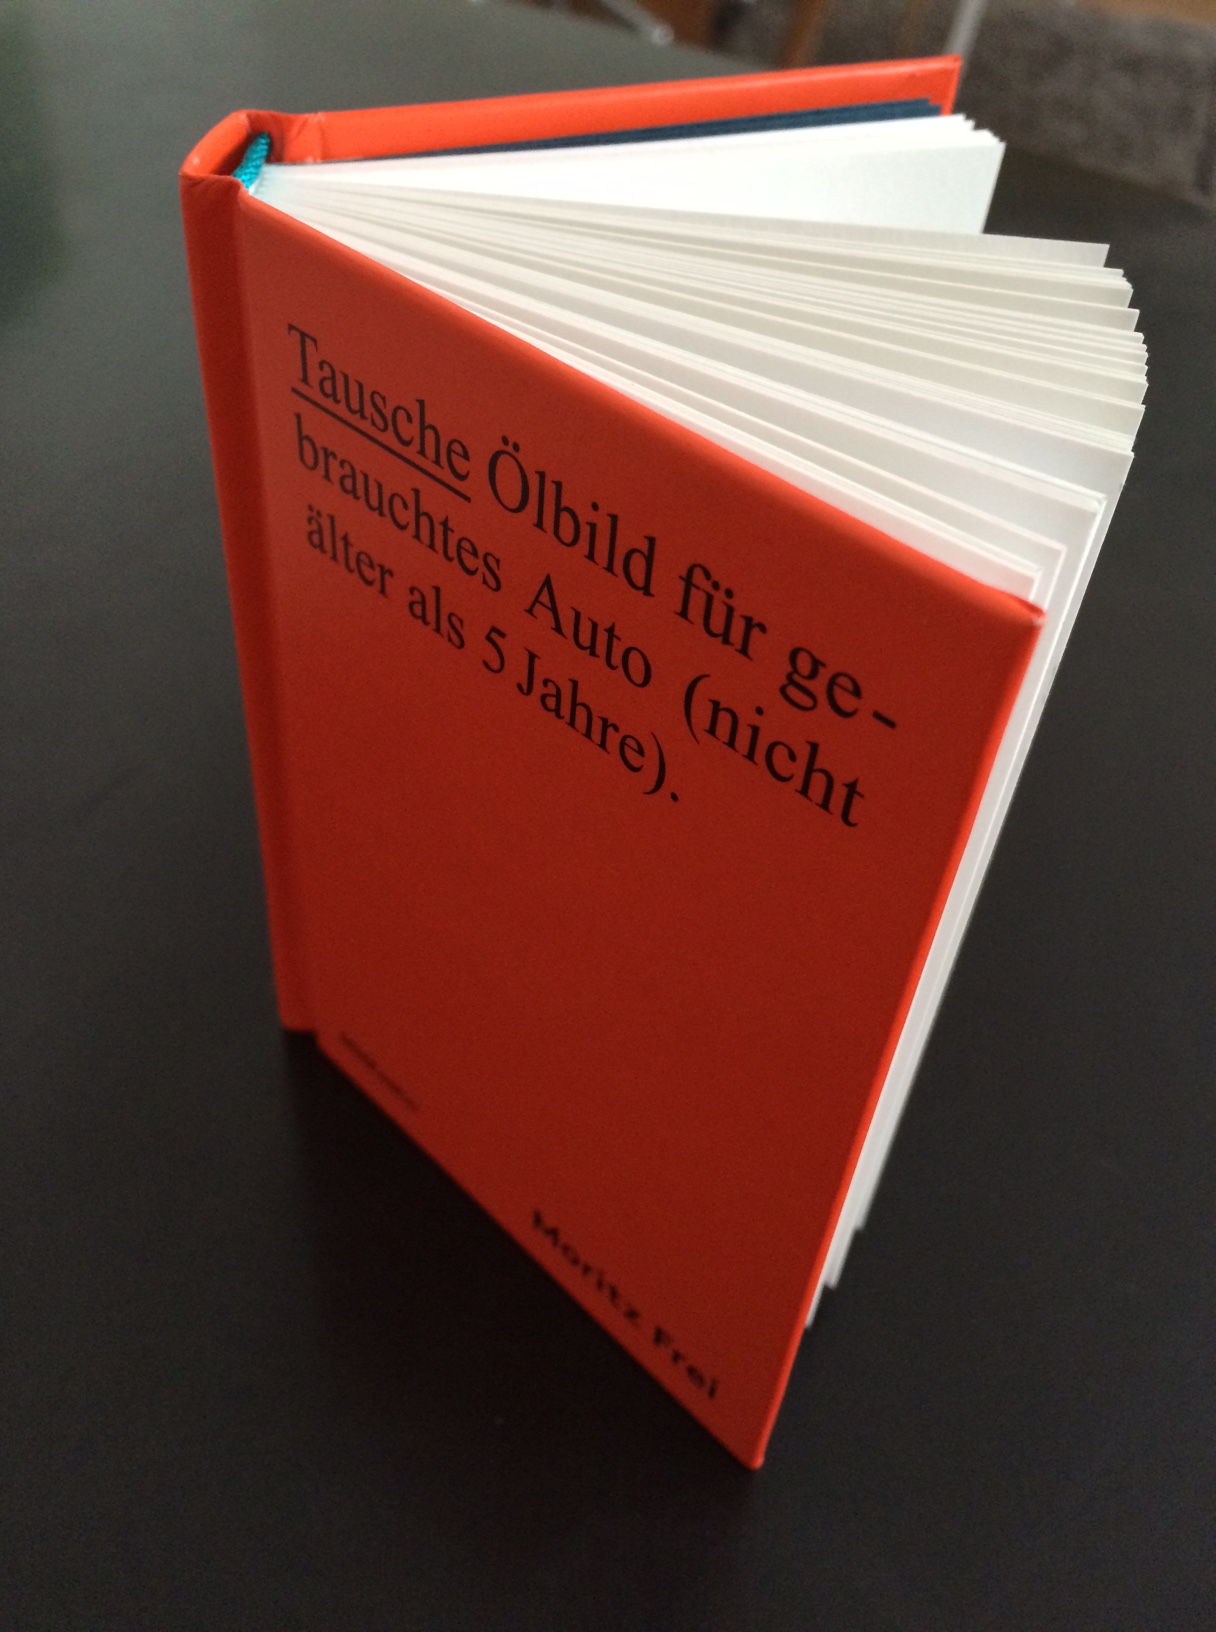 Tausche Ölbild für ge-
brauchtes Auto (nicht
älter als 5 Jahre).
Moritz Frei